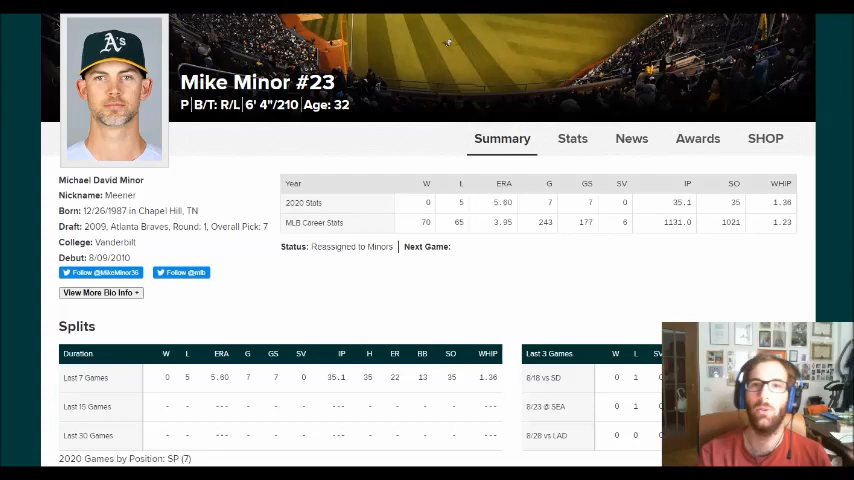 A's
Mike Minor #23
P | B/T: R/L | 6' 4"/210 | Age: 32
Summary Stats News Awards SHOP
Michael David Minor
Nickname: Meener
Born: 12/26/1987 in Chapel Hill, TN
Draft: 2009, Atlanta Braves, Round: 1, Overall Pick: 7
College: Vanderbilt
Debut: 8/09/2010
Follow @MikeMinor36 Follow @mlb
View More Bio Info +
Year W L ERA G GS SV IP SO WHIP
2020 Stats 0 5 5.60 7 7 0 35.1 35 1.36
MLB Career Stats 70 65 3.95 243 177 6 1131.0 1021 1.23
Status: Reassigned to Minors | Next Game:
Splits
Duration W L ERA G GS SV IP H ER BB SO WHIP
Last 7 Games 0 5 5.60 7 7 0 35.1 35 22 13 35 1.36
Last 15 Games - - --- - - - --- - - - - ---
Last 30 Games - - --- - - - --- - - - - ---
2020 Games by Position: SP (7)
Last 3 Games W L SV
8/18 vs SD 0 1 0
8/23 @ SEA 0 1 0
8/28 vs LAD 0 0 0